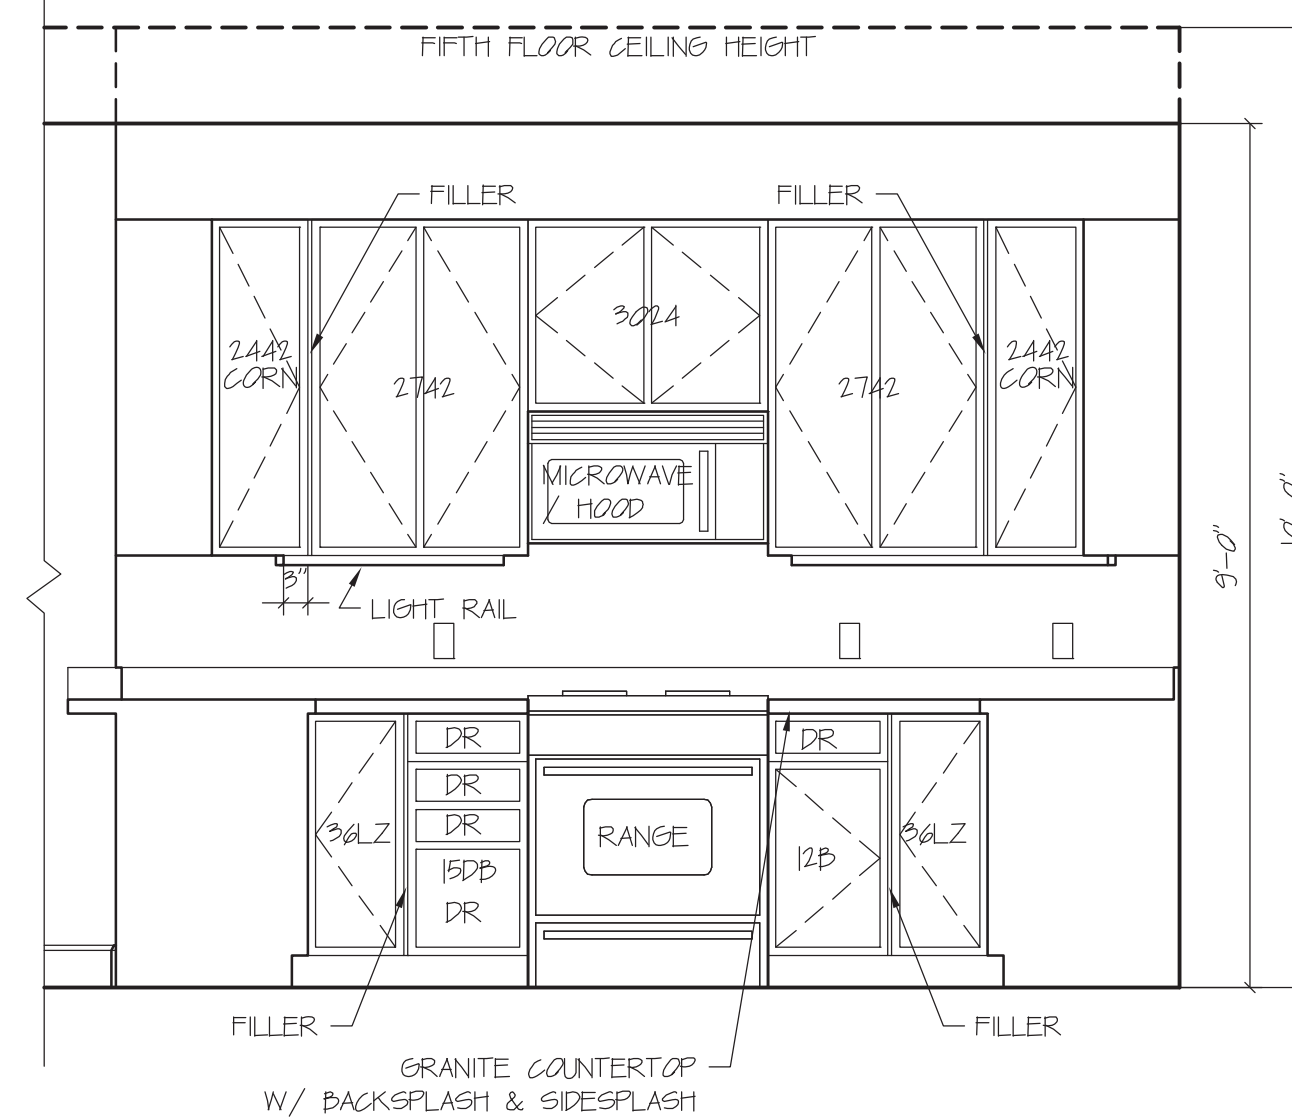 FIFTH FLOOR CEILING HEIGHT
FILLER
FILLER
3024
2442
CORN
2742
2742
2442
CORN
MICROWAVE
/ HOOD
9'-0"
3"
LIGHT RAIL
DR
DR
DR
DR
36LZ
RANGE
36LZ
12B
15DB
DR
FILLER
FILLER
GRANITE COUNTERTOP
W/ BACKSPLASH & SIDESPLASH